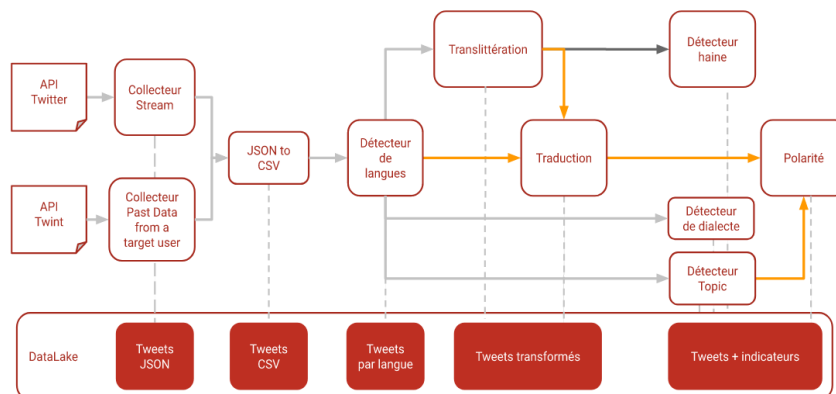 API
Twitter
Collecteur
Stream
Translittération
Détecteur
haine
JSON to
CSV
Détecteur
de
langues
Traduction
Polarité
API
Twint
Collecteur
Past Data
from a
target user
Détecteur
de dialecte
Détecteur
Topic
DataLake
Tweets
JSON
Tweets
CSV
Tweets
par langue
Tweets transformés
Tweets + indicateurs